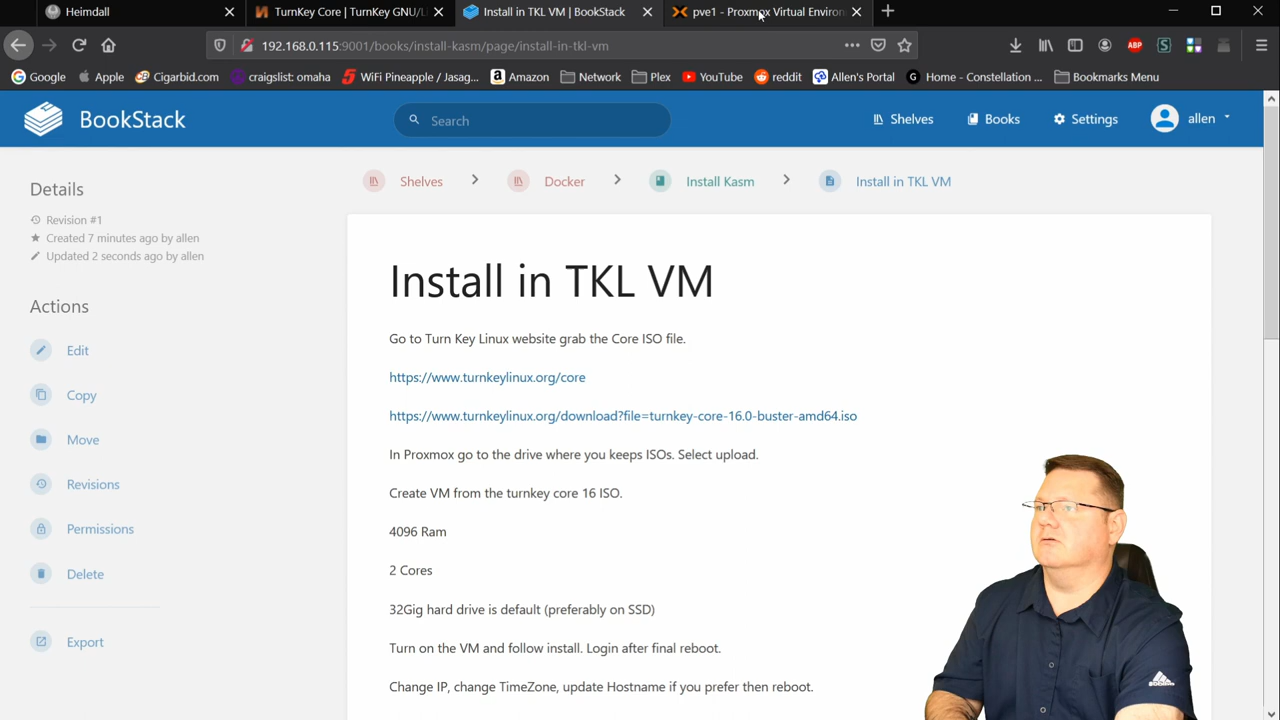 Heimdall
TurnKey Core | TurnKey GNU/L
Install in TKL VM | BookStack
pve1 - Proxmox Virtual Environ
192.168.0.115:9001/books/install-kasm/page/install-in-tkl-vm
ABP
Google
Apple
Cigarbid.com
craigslist: omaha
WiFi Pineapple / Jasag...
Amazon
Network
Plex
YouTube
reddit
Allen's Portal
Home - Constellation ...
Bookmarks Menu
BookStack
Search
Shelves
Books
Settings
allen
Shelves
Docker
Install Kasm
Install in TKL VM
Details
Revision #1
Created 7 minutes ago by allen
Updated 2 seconds ago by allen
Actions
Edit
Copy
Move
Revisions
Permissions
Delete
Export
Install in TKL VM
Go to Turn Key Linux website grab the Core ISO file.
https://www.turnkeylinux.org/core
https://www.turnkeylinux.org/download?file=turnkey-core-16.0-buster-amd64.iso
In Proxmox go to the drive where you keeps ISOs. Select upload.
Create VM from the turnkey core 16 ISO.
4096 Ram
2 Cores
32Gig hard drive is default (preferably on SSD)
Turn on the VM and follow install. Login after final reboot.
Change IP, change TimeZone, update Hostname if you prefer then reboot.